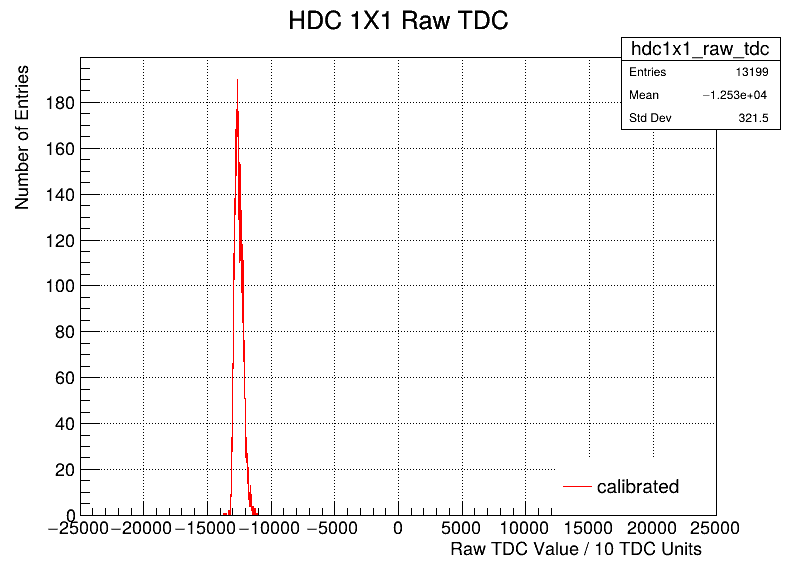 HDC 1X1 Raw TDC
hdc1x1_raw_tdc
Entries 13199
Mean −1.253e+04
Std Dev 321.5
Number of Entries
180
160
140
120
100
80
60
40
20
0
−25000 −20000 −15000 −10000 −5000 0 5000 10000 15000 20000 25000
calibrated
Raw TDC Value / 10 TDC Units